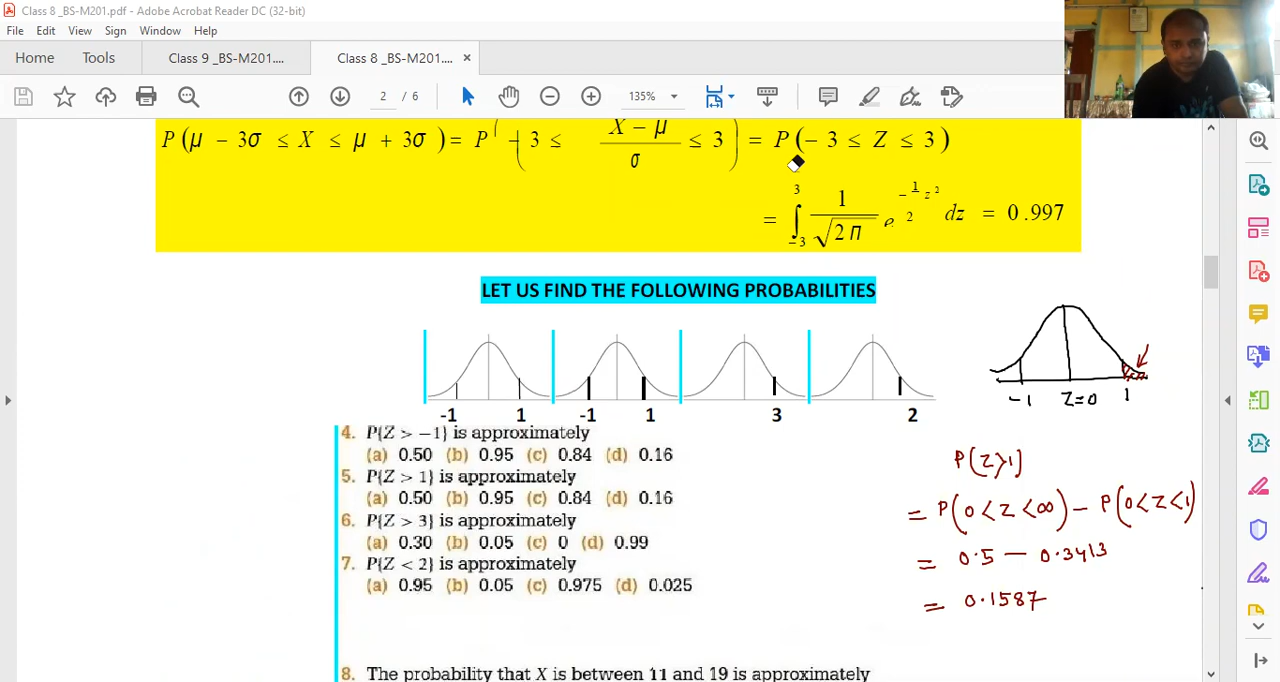 Class 8 _BS-M201.pdf - Adobe Acrobat Reader DC (32-bit)
File Edit View Sign Window Help
Home Tools Class 9 _BS-M201.... Class 8 _BS-M201.... ×
2 / 6 135%
P(μ − 3σ ≤ X ≤ μ + 3σ) = P(−3 ≤ (X − μ)/σ ≤ 3) = P(−3 ≤ Z ≤ 3)
= ∫₋₃³ 1/√2π e^(−½ z²) dz = 0.997
LET US FIND THE FOLLOWING PROBABILITIES
-1 1 -1 1 3 2
-1 Z=0 1
4. P{Z > −1} is approximately
(a) 0.50 (b) 0.95 (c) 0.84 (d) 0.16
5. P{Z > 1} is approximately
(a) 0.50 (b) 0.95 (c) 0.84 (d) 0.16
6. P{Z > 3} is approximately
(a) 0.30 (b) 0.05 (c) 0 (d) 0.99
7. P{Z < 2} is approximately
(a) 0.95 (b) 0.05 (c) 0.975 (d) 0.025
8. The probability that X is between 11 and 19 is approximately
P(Z>1)
= P(0<Z<∞) − P(0<Z<1)
= 0.5 − 0.3413
= 0.1587